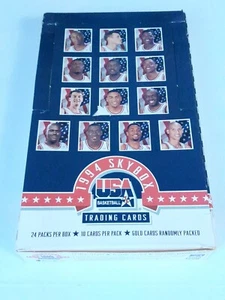 1994 SKYBOX
USA
BASKETBALL
TRADING CARDS
24 PACKS PER BOX ★ 10 CARDS PER PACK ★ GOLD CARDS RANDOMLY PACKED